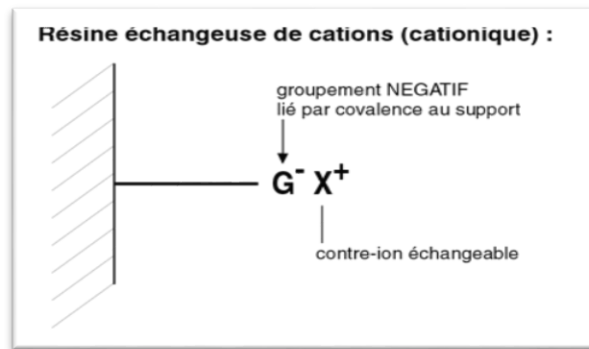 Résine échangeuse de cations (cationique) :
groupement NEGATIF
lié par covalence au support
G⁻ X⁺
contre-ion échangeable